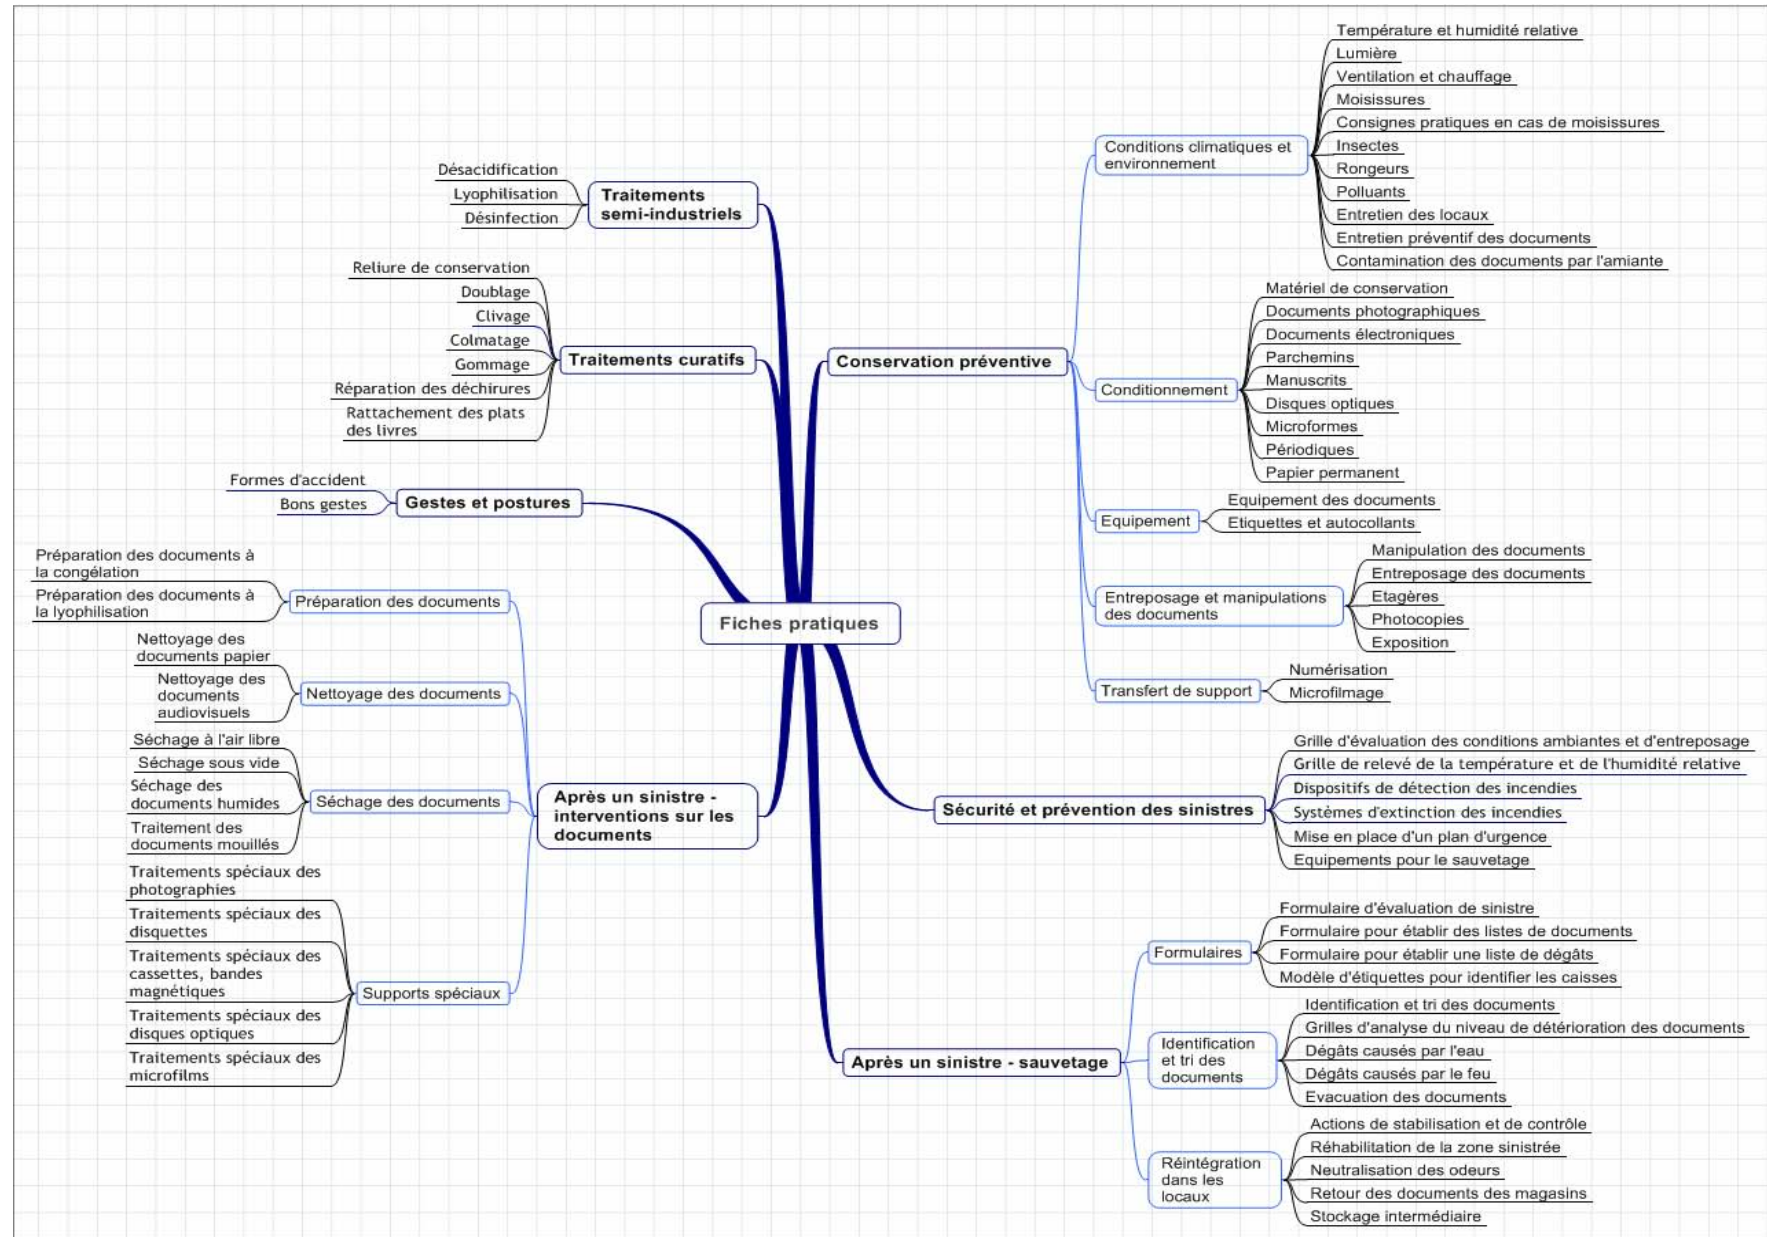 Fiches pratiques
Conservation préventive
Conditions climatiques et
environnement
Température et humidité relative
Lumière
Ventilation et chauffage
Moisissures
Consignes pratiques en cas de moisissures
Insectes
Rongeurs
Polluants
Entretien des locaux
Entretien préventif des documents
Contamination des documents par l'amiante
Conditionnement
Matériel de conservation
Documents photographiques
Documents électroniques
Parchemins
Manuscrits
Disques optiques
Microformes
Périodiques
Papier permanent
Equipement
Equipement des documents
Etiquettes et autocollants
Entreposage et manipulations
des documents
Manipulation des documents
Entreposage des documents
Etagères
Photocopies
Exposition
Transfert de support
Numérisation
Microfilmage
Sécurité et prévention des sinistres
Grille d'évaluation des conditions ambiantes et d'entreposage
Grille de relevé de la température et de l'humidité relative
Dispositifs de détection des incendies
Systèmes d'extinction des incendies
Mise en place d'un plan d'urgence
Equipements pour le sauvetage
Après un sinistre - sauvetage
Formulaires
Formulaire d'évaluation de sinistre
Formulaire pour établir des listes de documents
Formulaire pour établir une liste de dégâts
Modèle d'étiquettes pour identifier les caisses
Identification
et tri des
documents
Identification et tri des documents
Grilles d'analyse du niveau de détérioration des documents
Dégâts causés par l'eau
Dégâts causés par le feu
Evacuation des documents
Réintégration
dans les
locaux
Actions de stabilisation et de contrôle
Réhabilitation de la zone sinistrée
Neutralisation des odeurs
Retour des documents des magasins
Stockage intermédiaire
Traitements
semi-industriels
Désacidification
Lyophilisation
Désinfection
Traitements curatifs
Reliure de conservation
Doublage
Clivage
Colmatage
Gommage
Réparation des déchirures
Rattachement des plats
des livres
Gestes et postures
Formes d'accident
Bons gestes
Après un sinistre -
interventions sur les
documents
Préparation des documents
Préparation des documents à
la congélation
Préparation des documents à
la lyophilisation
Nettoyage des documents
Nettoyage des
documents papier
Nettoyage des
documents
audiovisuels
Séchage des documents
Séchage à l'air libre
Séchage sous vide
Séchage des
documents humides
Traitement des
documents mouillés
Supports spéciaux
Traitements spéciaux des
photographies
Traitements spéciaux des
disquettes
Traitements spéciaux des
cassettes, bandes
magnétiques
Traitements spéciaux des
disques optiques
Traitements spéciaux des
microfilms